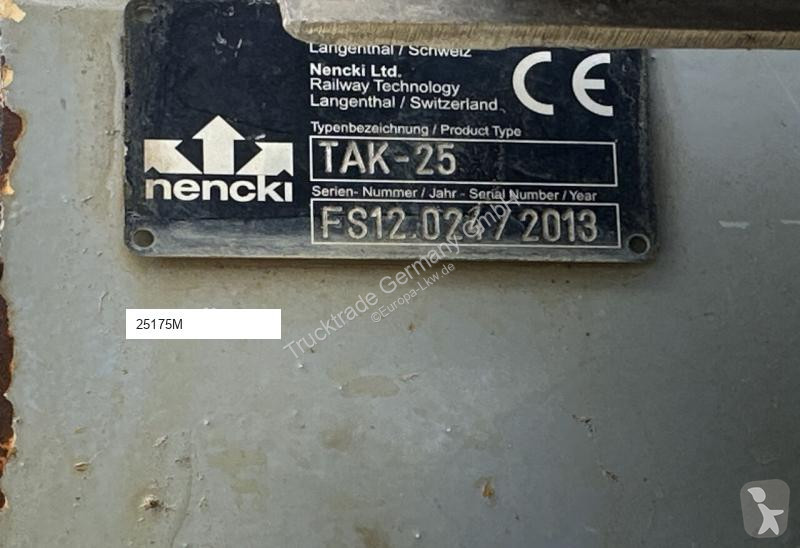 Langenthal / Schweiz
Nencki Ltd.
Railway Technology
Langenthal / Switzerland
CE
Typenbezeichnung / Product Type
TAK-25
nencki
Serien- Nummer / Jahr - Serial Number / Year
/ 2013
25175M
Trucktrade Germany GmbH
©Europa-Lkw.de